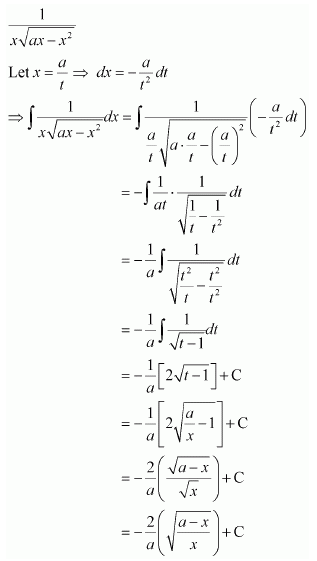 1/(x√(ax−x²))
Let x = a/t ⇒ dx = −a/t² dt
⇒ ∫ 1/(x√(ax−x²)) dx = ∫ 1/((a/t)√(a·a/t−(a/t)²)) (−a/t² dt)
= −∫ 1/(at) · 1/√(1/t−1/t²) dt
= −1/a ∫ 1/√(t²/t−t²/t²) dt
= −1/a ∫ 1/√(t−1) dt
= −1/a [2√(t−1)] + C
= −1/a [2√(a/x−1)] + C
= −2/a (√(a−x)/√x) + C
= −2/a (√((a−x)/x)) + C